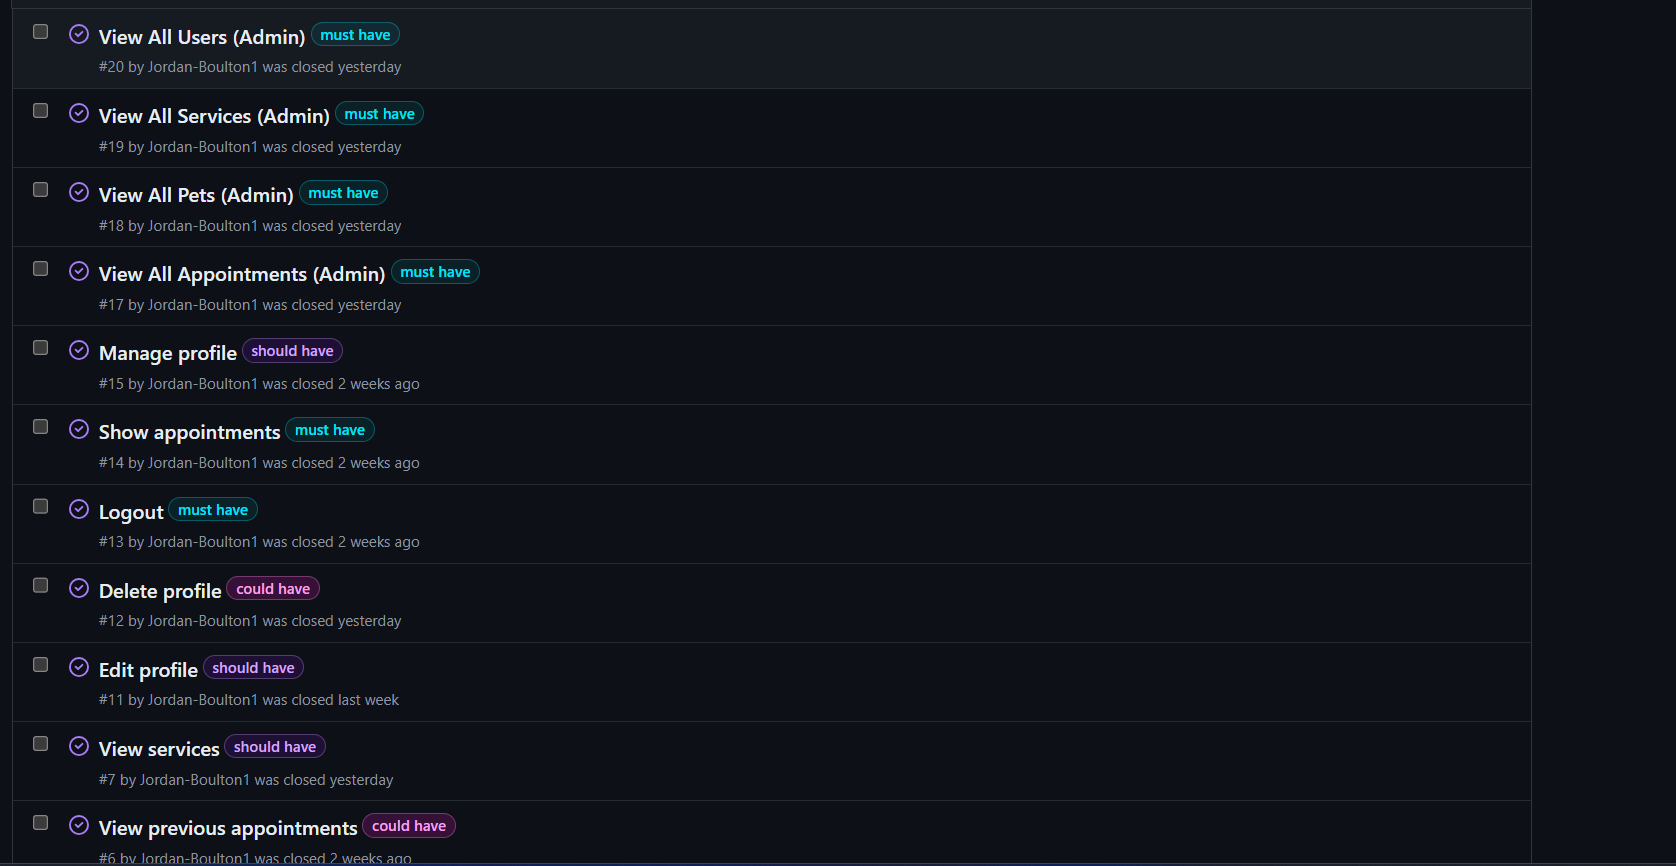 View All Users (Admin) must have
#20 by Jordan-Boulton1 was closed yesterday
View All Services (Admin) must have
#19 by Jordan-Boulton1 was closed yesterday
View All Pets (Admin) must have
#18 by Jordan-Boulton1 was closed yesterday
View All Appointments (Admin) must have
#17 by Jordan-Boulton1 was closed yesterday
Manage profile should have
#15 by Jordan-Boulton1 was closed 2 weeks ago
Show appointments must have
#14 by Jordan-Boulton1 was closed 2 weeks ago
Logout must have
#13 by Jordan-Boulton1 was closed 2 weeks ago
Delete profile could have
#12 by Jordan-Boulton1 was closed yesterday
Edit profile should have
#11 by Jordan-Boulton1 was closed last week
View services should have
#7 by Jordan-Boulton1 was closed yesterday
View previous appointments could have
#6 by Jordan-Boulton1 was closed 2 weeks ago